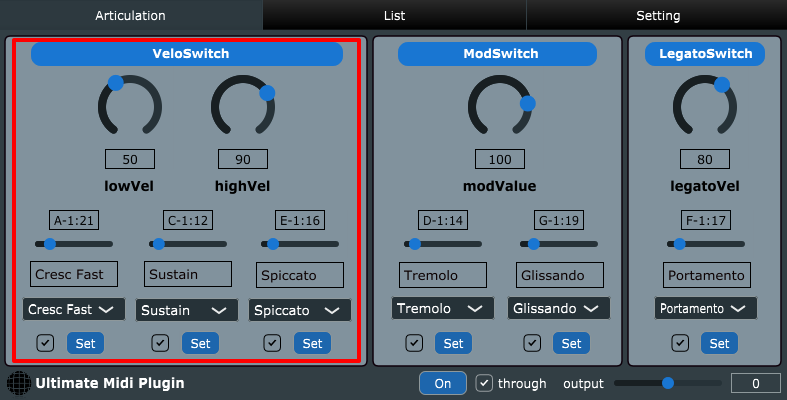 Articulation List Setting
VeloSwitch ModSwitch LegatoSwitch
50 90 100 80
lowVel highVel modValue legatoVel
A-1:21 C-1:12 E-1:16 D-1:14 G-1:19 F-1:17
Cresc Fast Sustain Spiccato Tremolo Glissando Portamento
Cresc Fast Sustain Spiccato Tremolo Glissando Portamento
Set Set Set Set Set Set
Ultimate Midi Plugin On through output 0